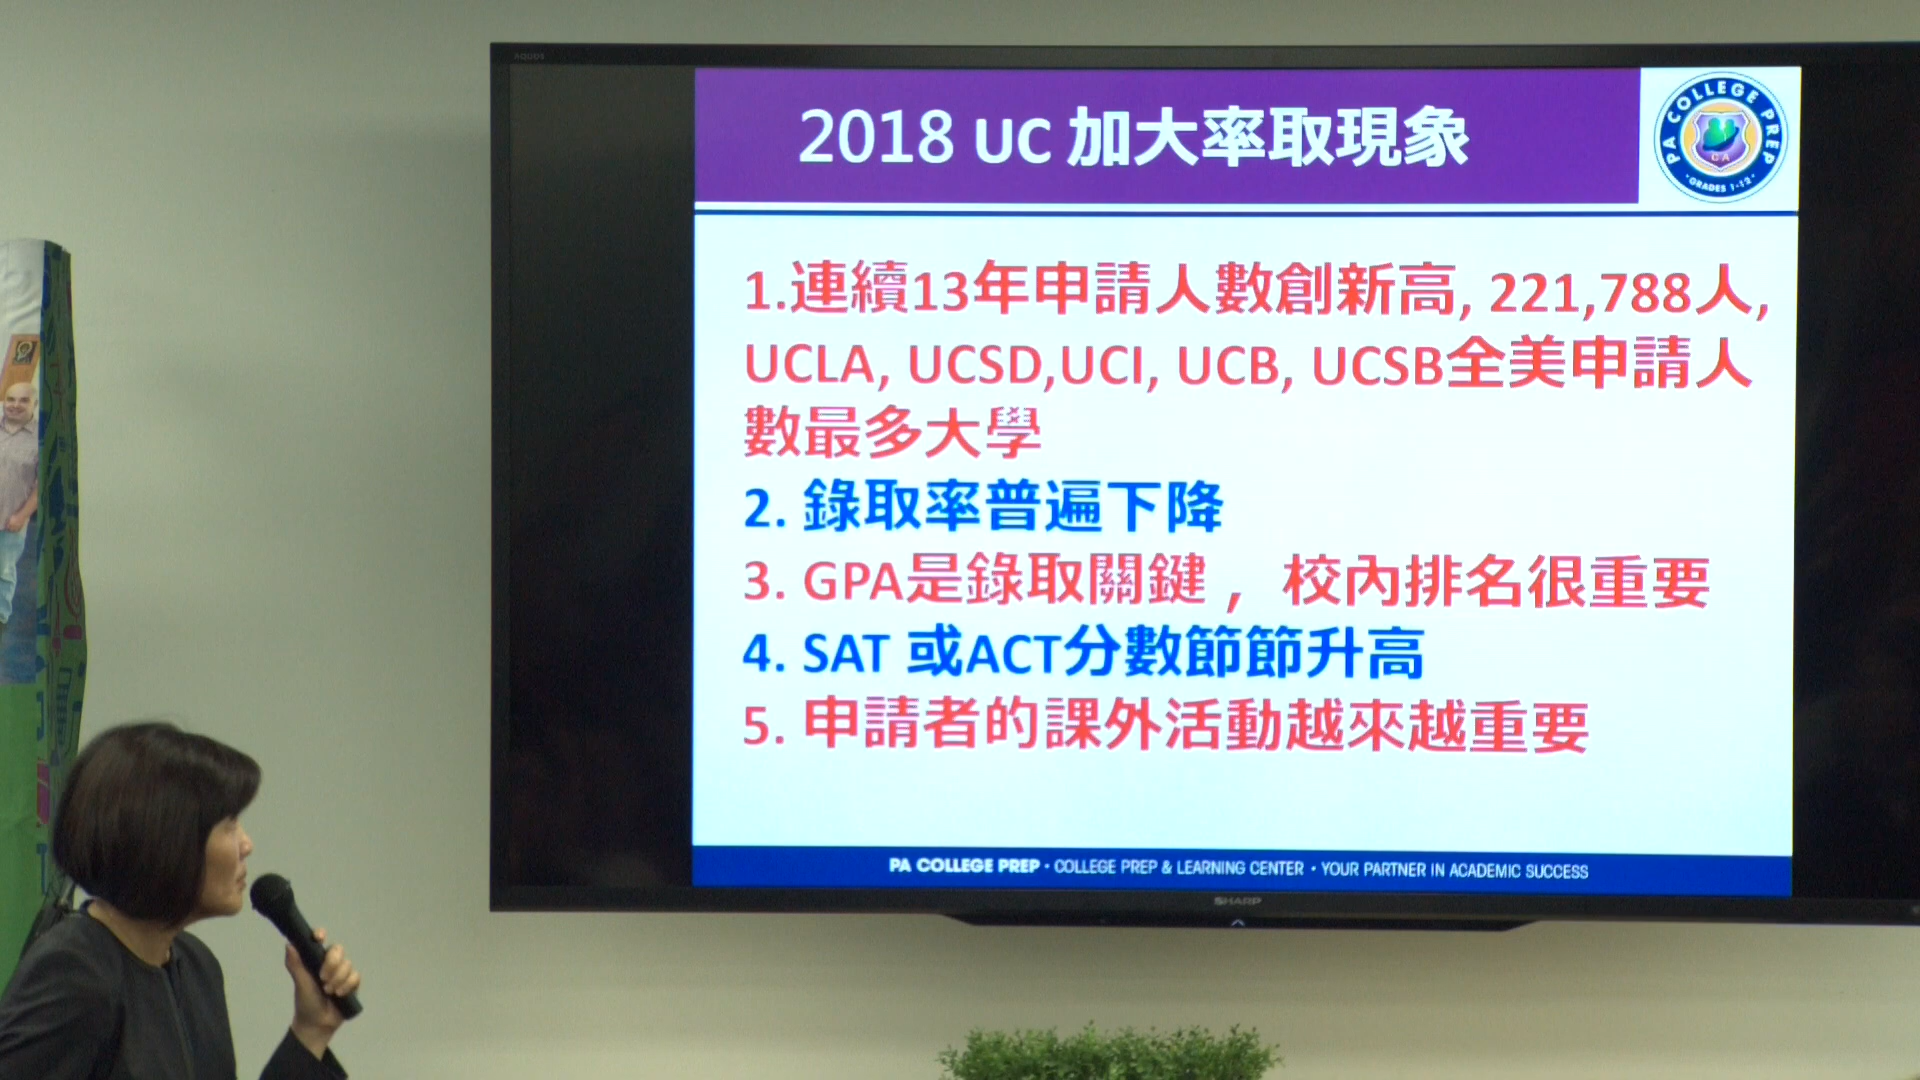 AQUOS
2018 UC 加大率取現象
PA COLLEGE PREP
CA
• GRADES 1-12 •
1.連續13年申請人數創新高, 221,788人,
UCLA, UCSD,UCI, UCB, UCSB全美申請人
數最多大學
2. 錄取率普遍下降
3. GPA是錄取關鍵 , 校內排名很重要
4. SAT 或ACT分數節節升高
5. 申請者的課外活動越來越重要
PA COLLEGE PREP • COLLEGE PREP & LEARNING CENTER • YOUR PARTNER IN ACADEMIC SUCCESS
SHARP